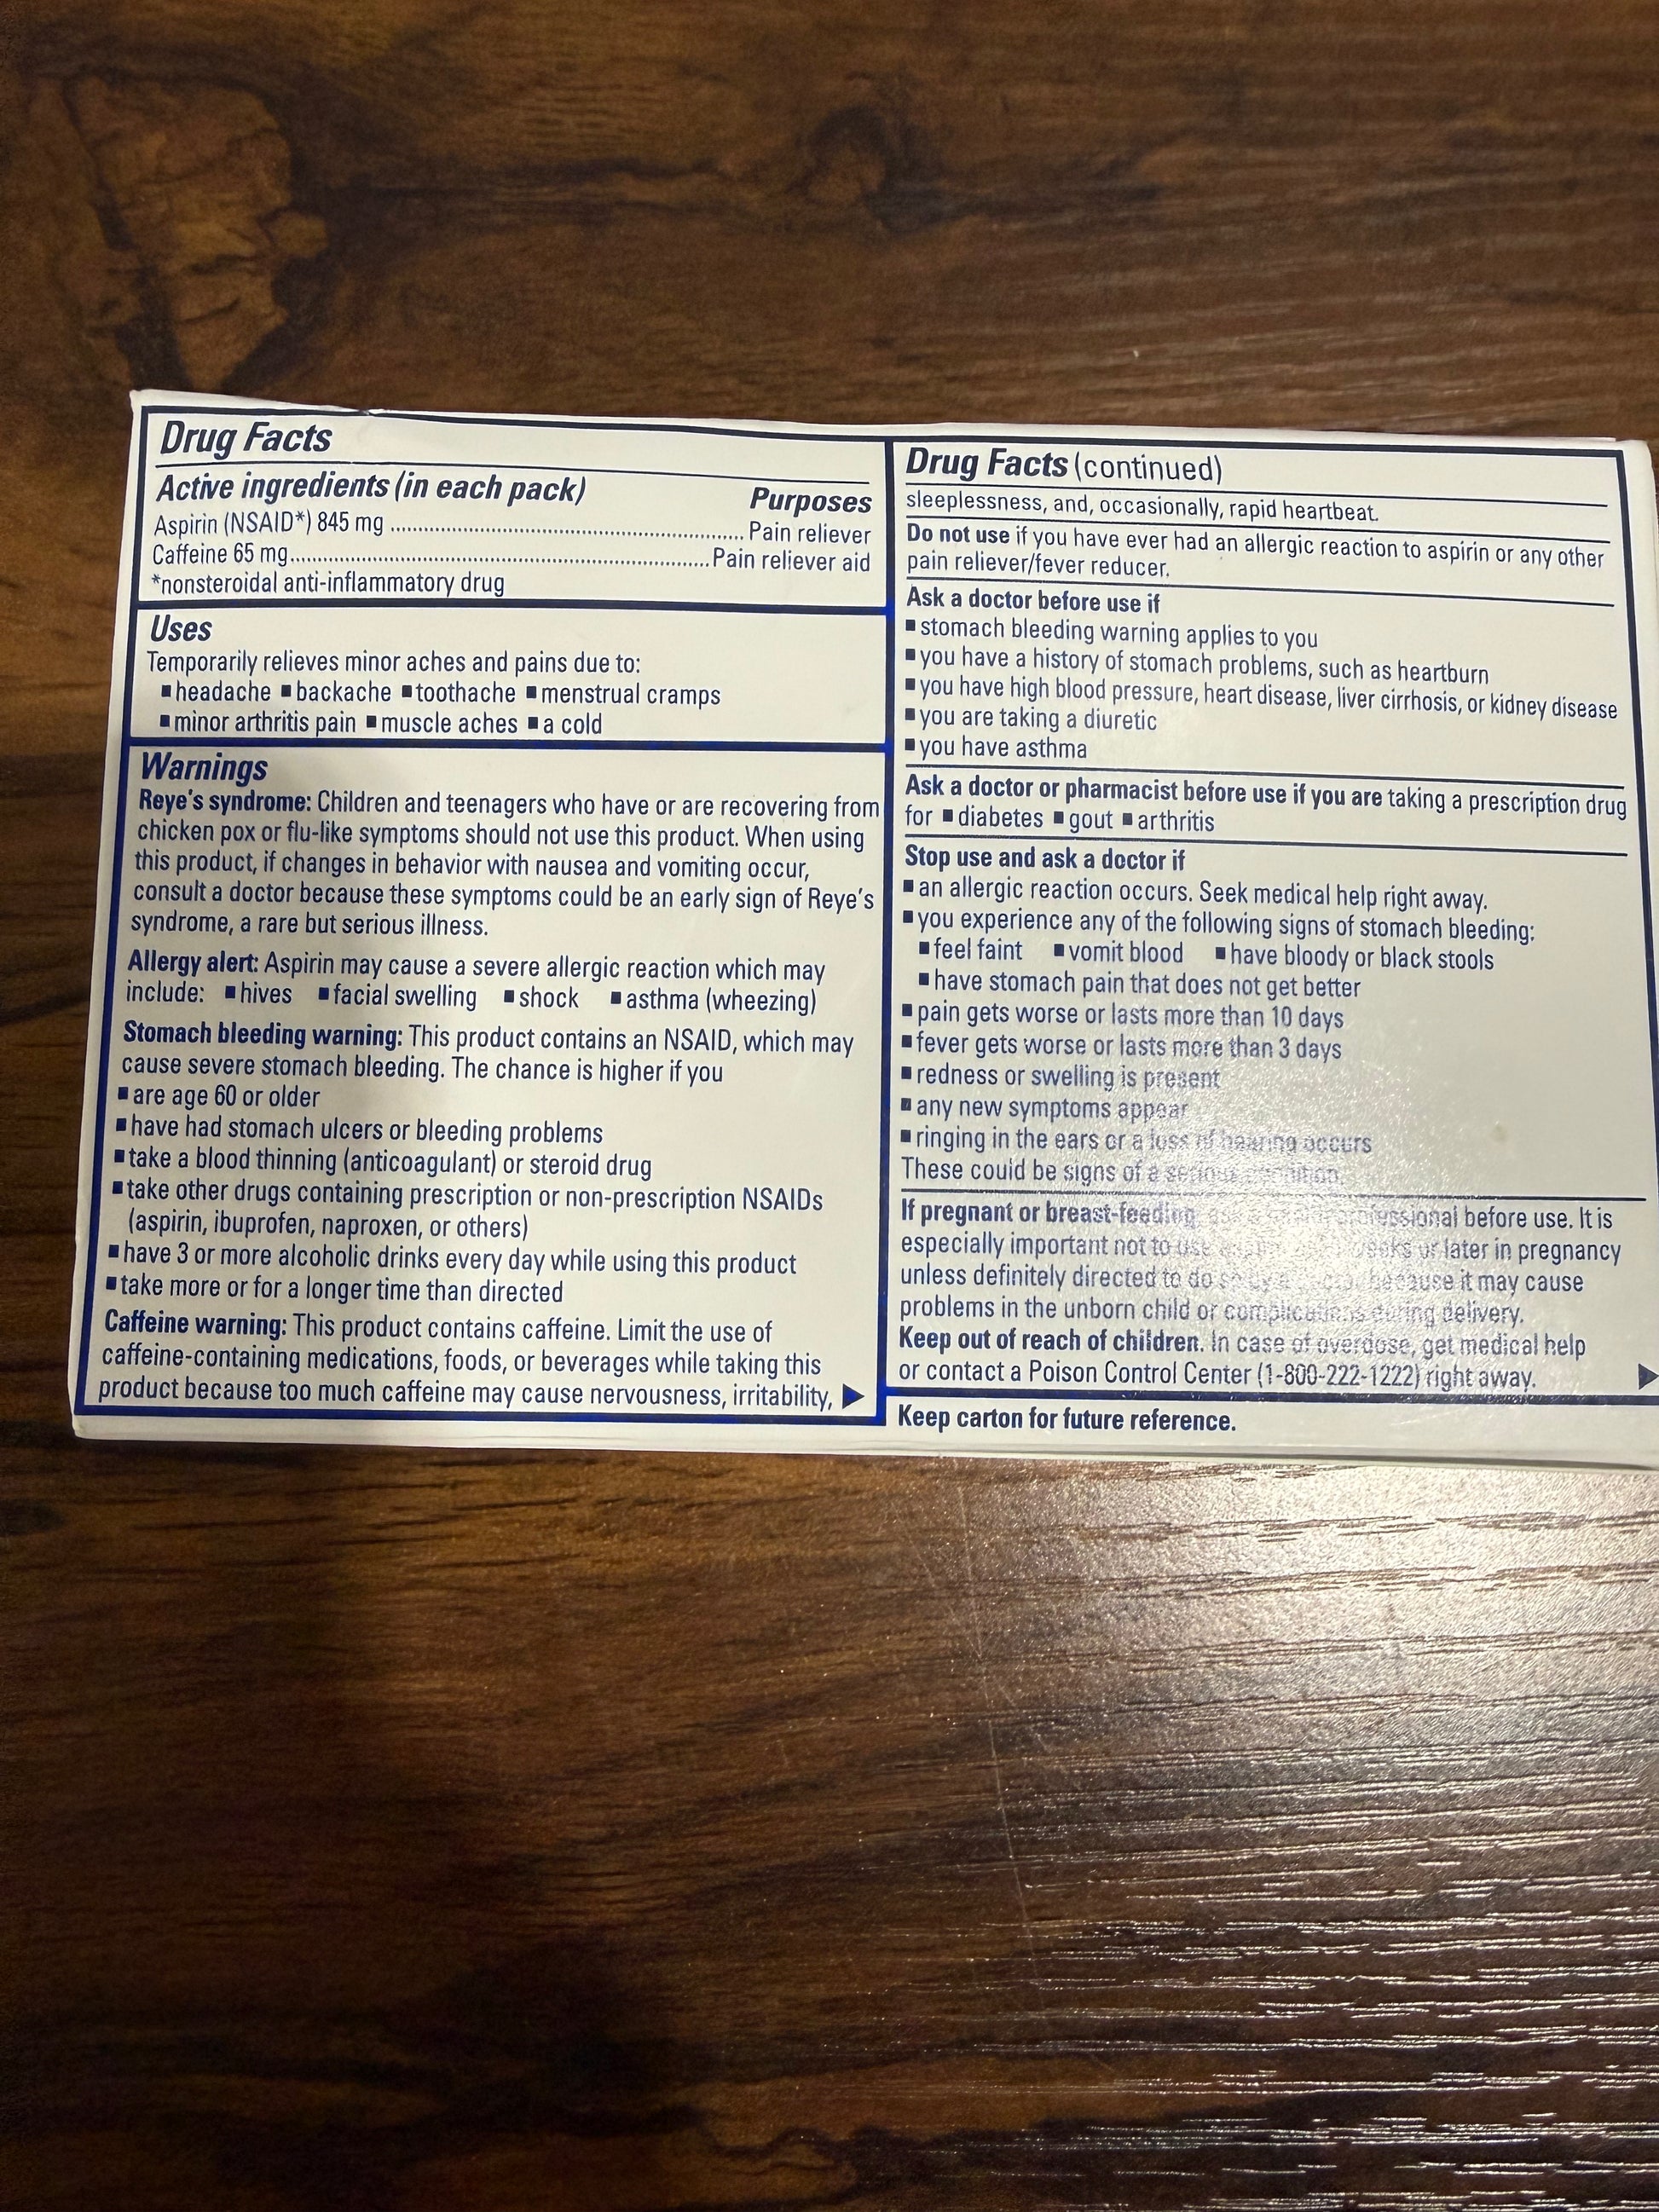 Drug Facts
Active ingredients (in each pack) Purposes
Aspirin (NSAID*) 845 mg ................................ Pain reliever
Caffeine 65 mg................................ Pain reliever aid
*nonsteroidal anti-inflammatory drug
Uses
Temporarily relieves minor aches and pains due to:
■ headache ■ backache ■ toothache ■ menstrual cramps
■ minor arthritis pain ■ muscle aches ■ a cold
Warnings
Reye's syndrome: Children and teenagers who have or are recovering from
chicken pox or flu-like symptoms should not use this product. When using
this product, if changes in behavior with nausea and vomiting occur,
consult a doctor because these symptoms could be an early sign of Reye's
syndrome, a rare but serious illness.
Allergy alert: Aspirin may cause a severe allergic reaction which may
include: ■ hives ■ facial swelling ■ shock ■ asthma (wheezing)
Stomach bleeding warning: This product contains an NSAID, which may
cause severe stomach bleeding. The chance is higher if you
■ are age 60 or older
■ have had stomach ulcers or bleeding problems
■ take a blood thinning (anticoagulant) or steroid drug
■ take other drugs containing prescription or non-prescription NSAIDs
(aspirin, ibuprofen, naproxen, or others)
■ have 3 or more alcoholic drinks every day while using this product
■ take more or for a longer time than directed
Caffeine warning: This product contains caffeine. Limit the use of
caffeine-containing medications, foods, or beverages while taking this
product because too much caffeine may cause nervousness, irritability,
Drug Facts (continued)
sleeplessness, and, occasionally, rapid heartbeat.
Do not use if you have ever had an allergic reaction to aspirin or any other
pain reliever/fever reducer.
Ask a doctor before use if
■ stomach bleeding warning applies to you
■ you have a history of stomach problems, such as heartburn
■ you have high blood pressure, heart disease, liver cirrhosis, or kidney disease
■ you are taking a diuretic
■ you have asthma
Ask a doctor or pharmacist before use if you are taking a prescription drug
for ■ diabetes ■ gout ■ arthritis
Stop use and ask a doctor if
■ an allergic reaction occurs. Seek medical help right away.
■ you experience any of the following signs of stomach bleeding:
■ feel faint ■ vomit blood ■ have bloody or black stools
■ have stomach pain that does not get better
■ pain gets worse or lasts more than 10 days
■ fever gets worse or lasts more than 3 days
■ redness or swelling is present
■ any new symptoms appear
■ ringing in the ears or a loss of hearing occurs
These could be signs of a serious condition.
If pregnant or breast-feeding, ask a professional before use. It is
especially important not to use weeks or later in pregnancy
unless definitely directed to do so because it may cause
problems in the unborn child or complications during delivery.
Keep out of reach of children. In case of overdose, get medical help
or contact a Poison Control Center (1-800-222-1222) right away.
Keep carton for future reference.